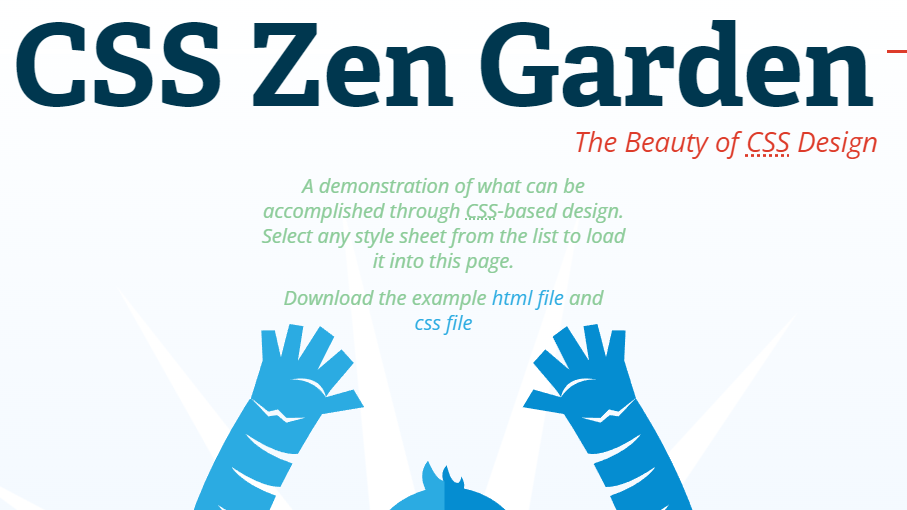 CSS Zen Garden
The Beauty of CSS Design
A demonstration of what can be
accomplished through CSS-based design.
Select any style sheet from the list to load
it into this page.
Download the example html file and
css file